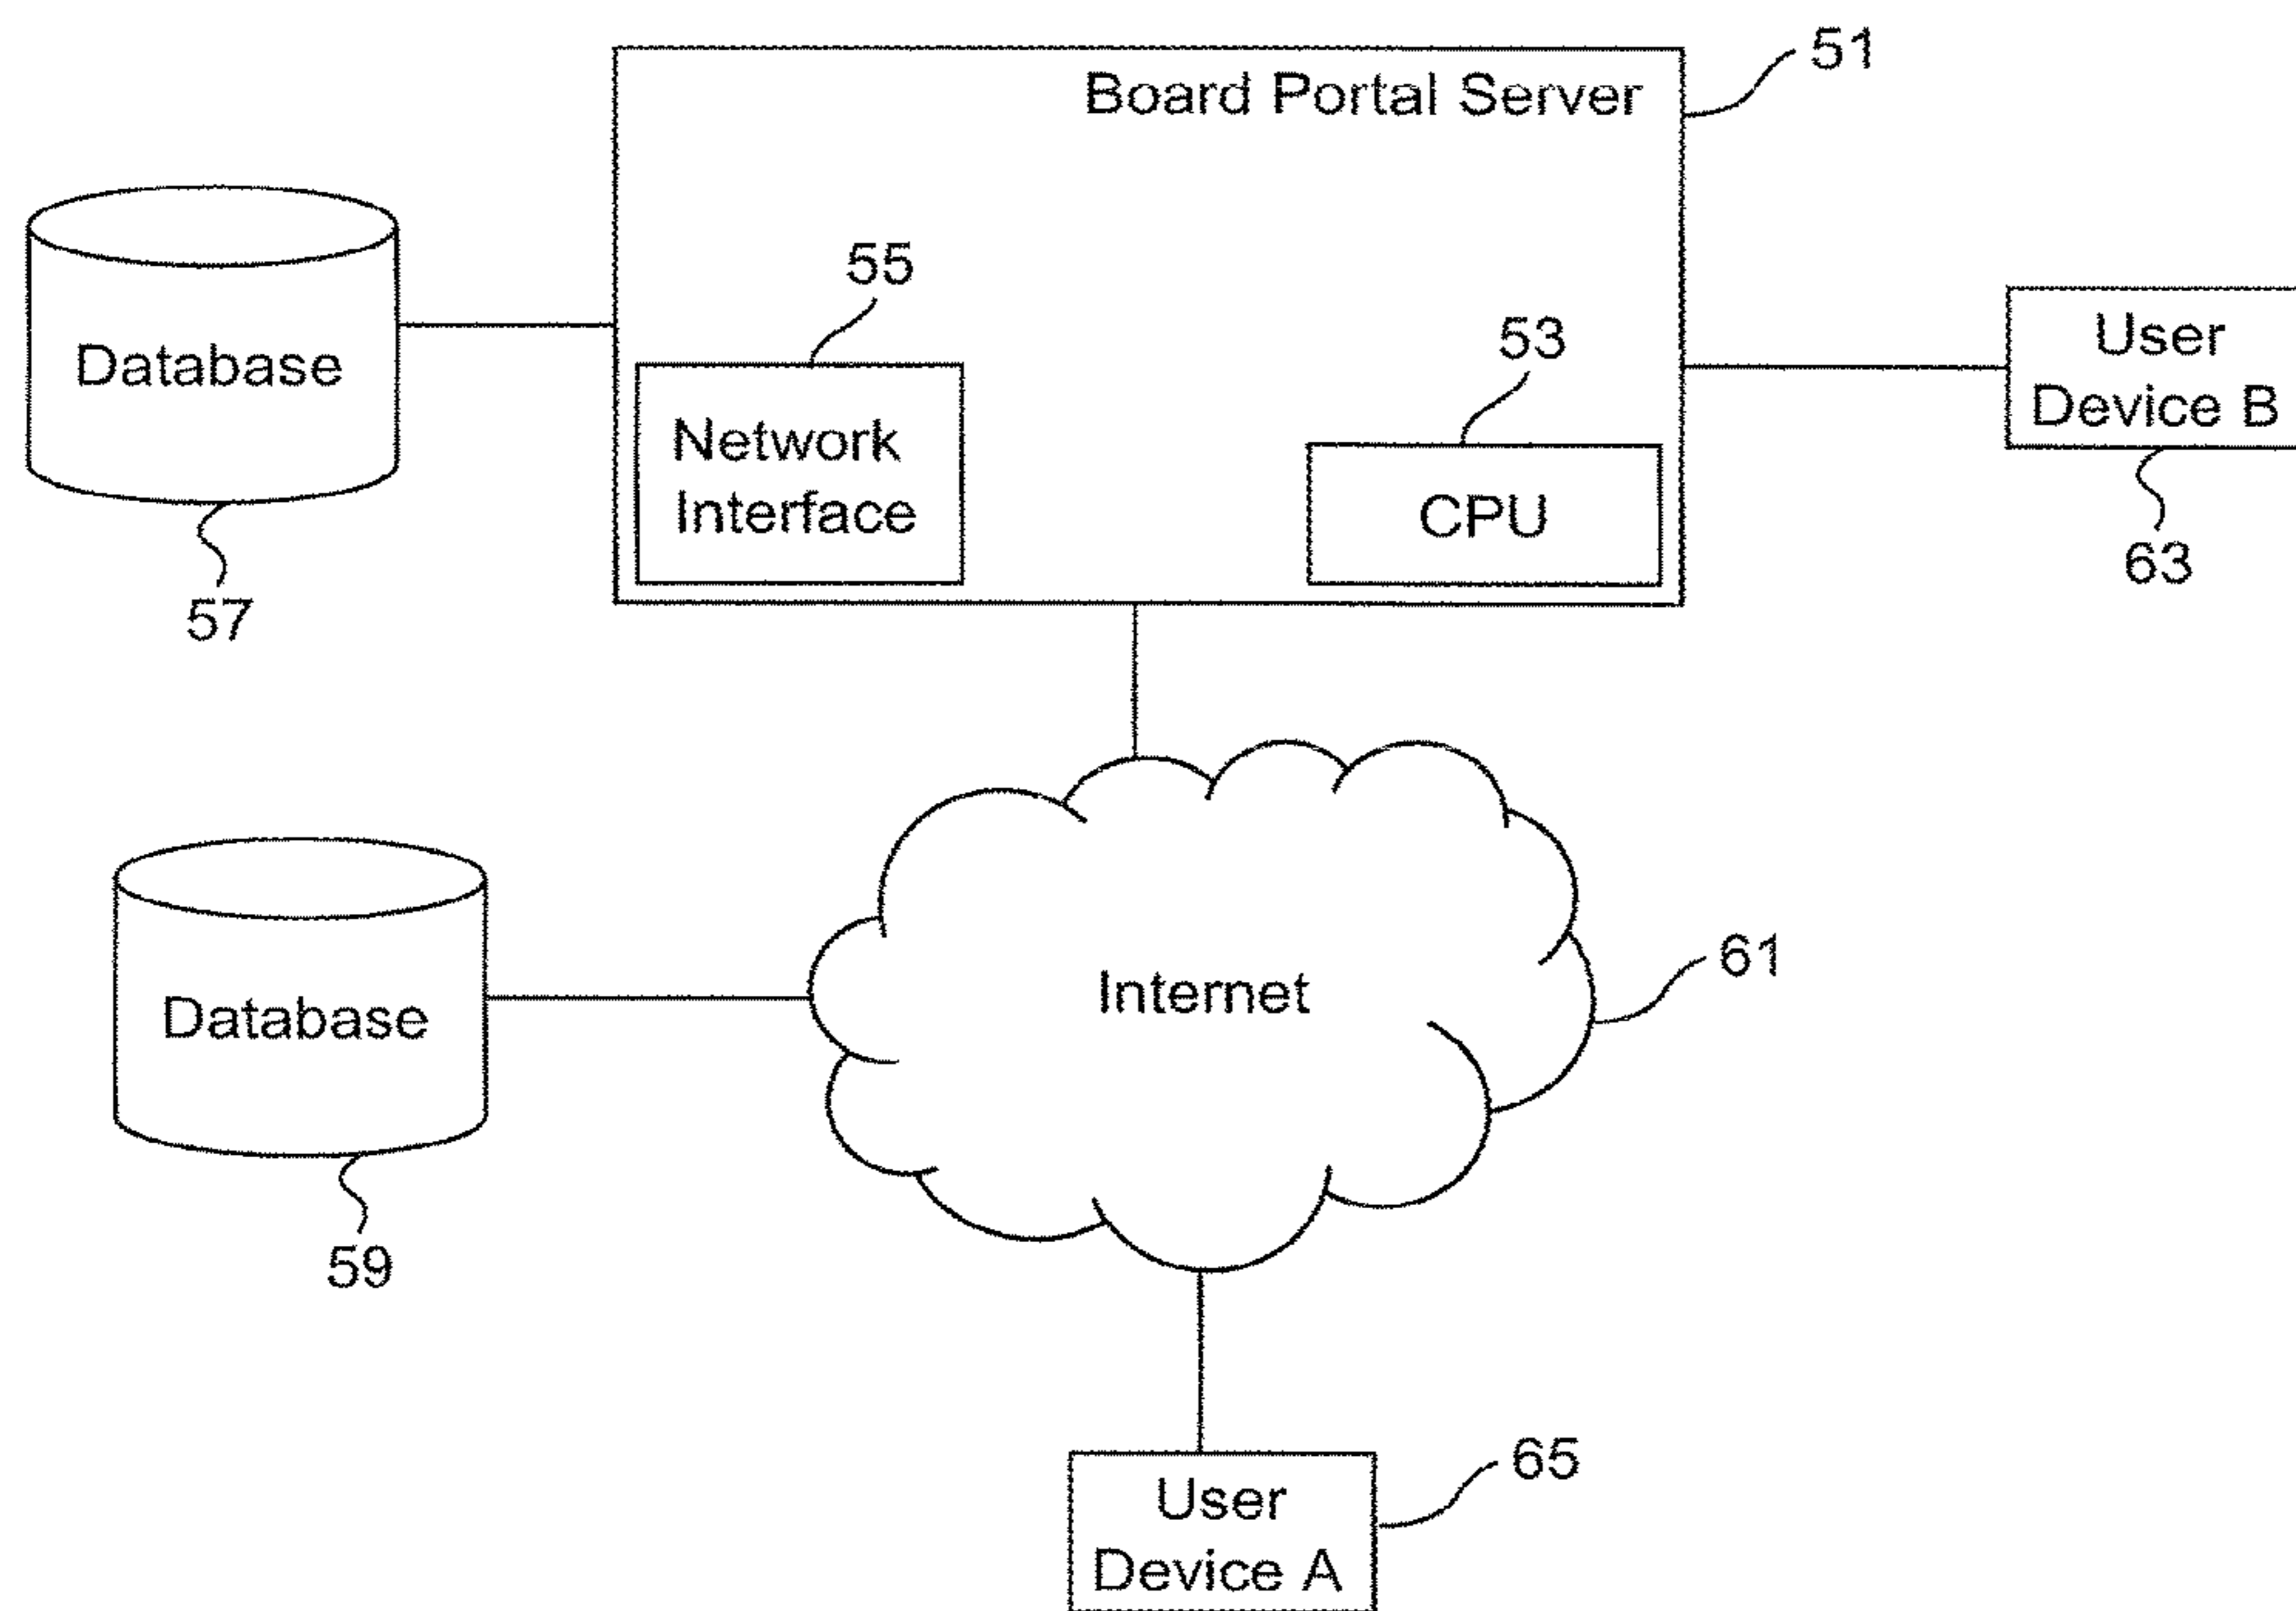 51
Board Portal Server
55
53
Database
Network
Interface
CPU
User
Device B
57
63
Internet
61
Database
59
65
User
Device A